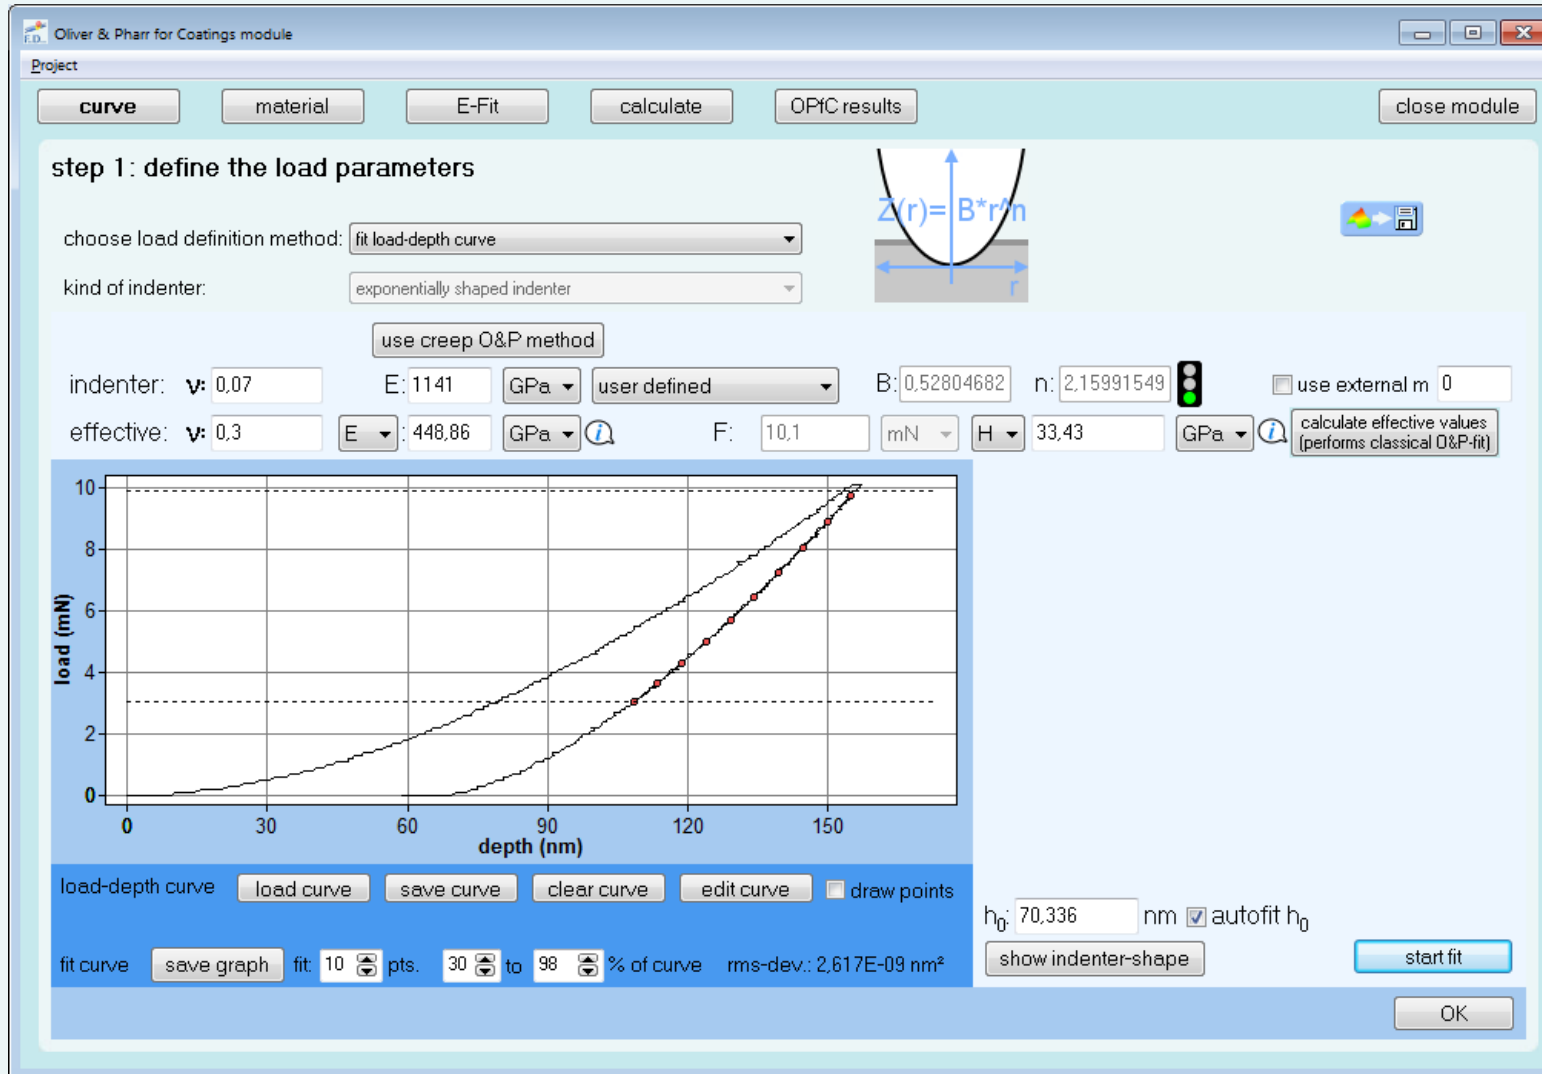 Oliver & Pharr for Coatings module
Project
curve material E-Fit calculate OPfC results close module
step 1: define the load parameters
Z(r)= B*r^n
r
choose load definition method: fit load-depth curve
kind of indenter: exponentially shaped indenter
use creep O&P method
indenter: ν: 0,07 E: 1141 GPa user defined B: 0,52804682 n: 2,15991549 use external m 0
effective: ν: 0,3 E : 448,86 GPa F: 10,1 mN H 33,43 GPa calculate effective values
(performs classical O&P-fit)
10
8
6
4
2
0
load (mN)
0 30 60 90 120 150
depth (nm)
load-depth curve load curve save curve clear curve edit curve draw points
h0: 70,336 nm autofit h0
fit curve save graph fit: 10 pts. 30 to 98 % of curve rms-dev.: 2,617E-09 nm² show indenter-shape start fit
OK